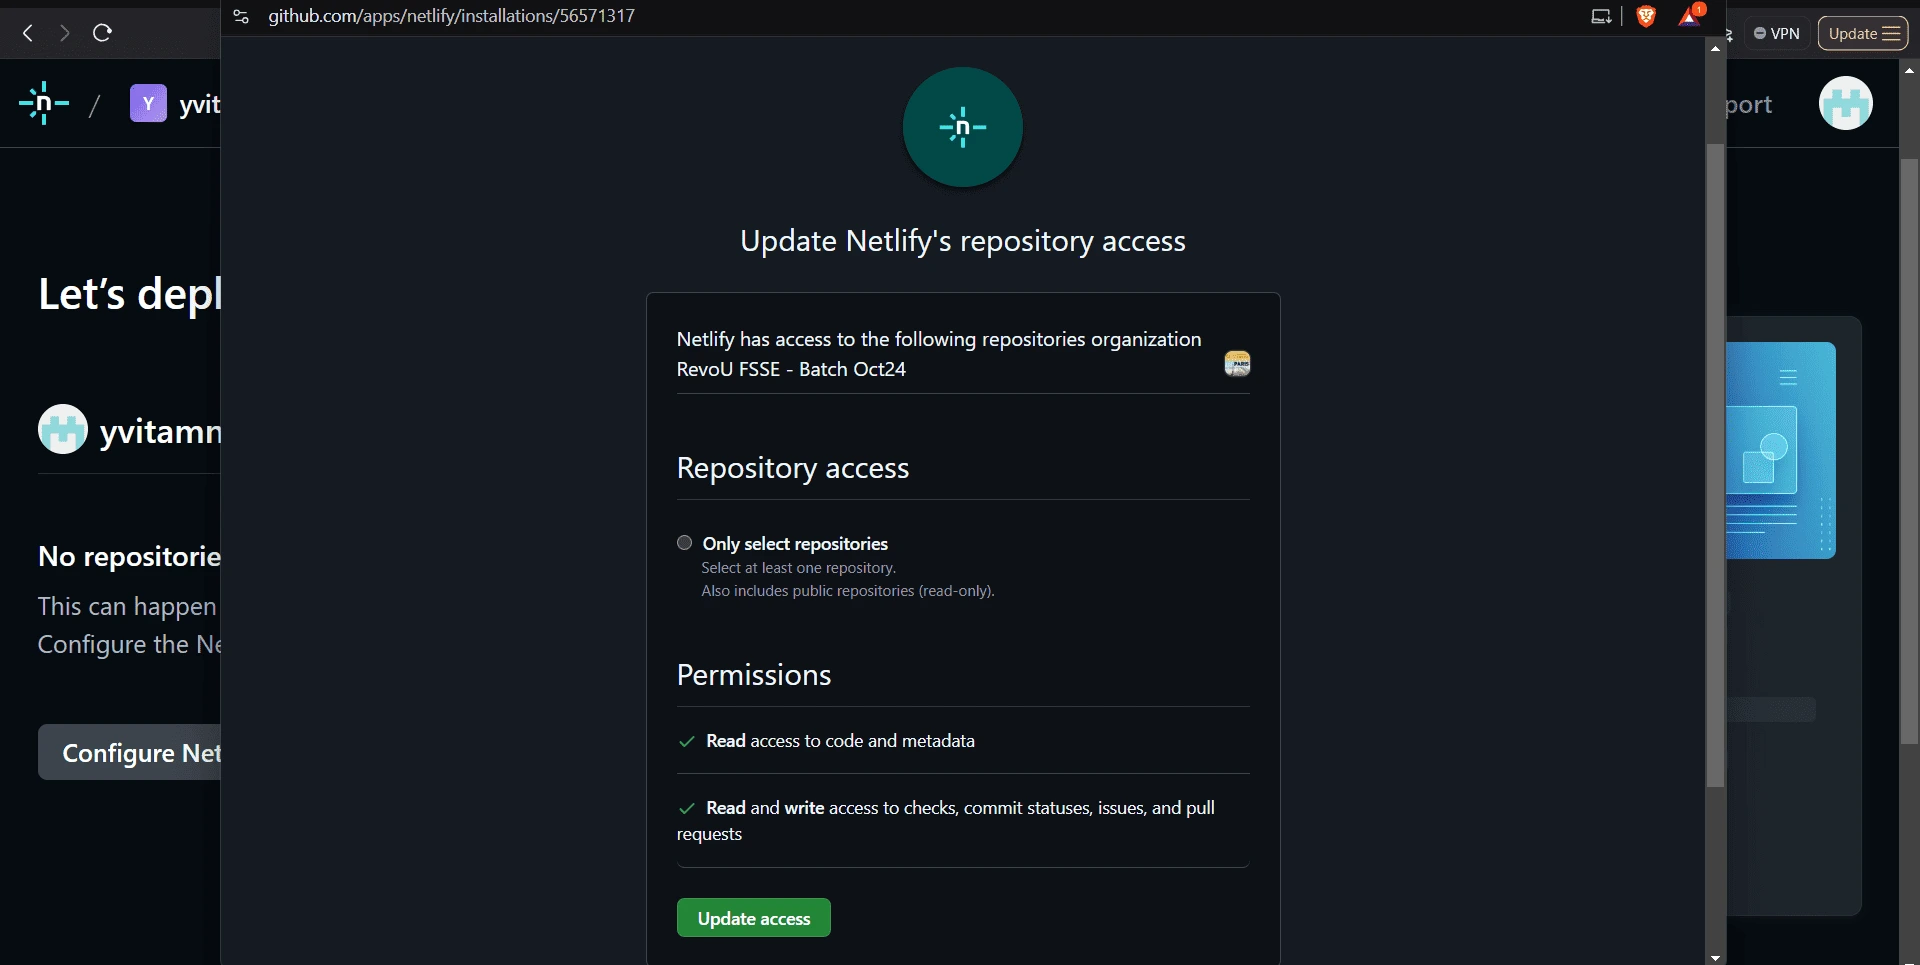 github.com/apps/netlify/installations/56571317
1
VPN
Update
n
/
Y
yvit
port
n
Update Netlify's repository access
Let's depl
Netlify has access to the following repositories organization
RevoU FSSE - Batch Oct24
PARIS
yvitamn
Repository access
Only select repositories
Select at least one repository.
Also includes public repositories (read-only).
No repositorie
This can happen
Configure the Ne
Configure Net
Permissions
Read access to code and metadata
Read and write access to checks, commit statuses, issues, and pull
requests
Update access